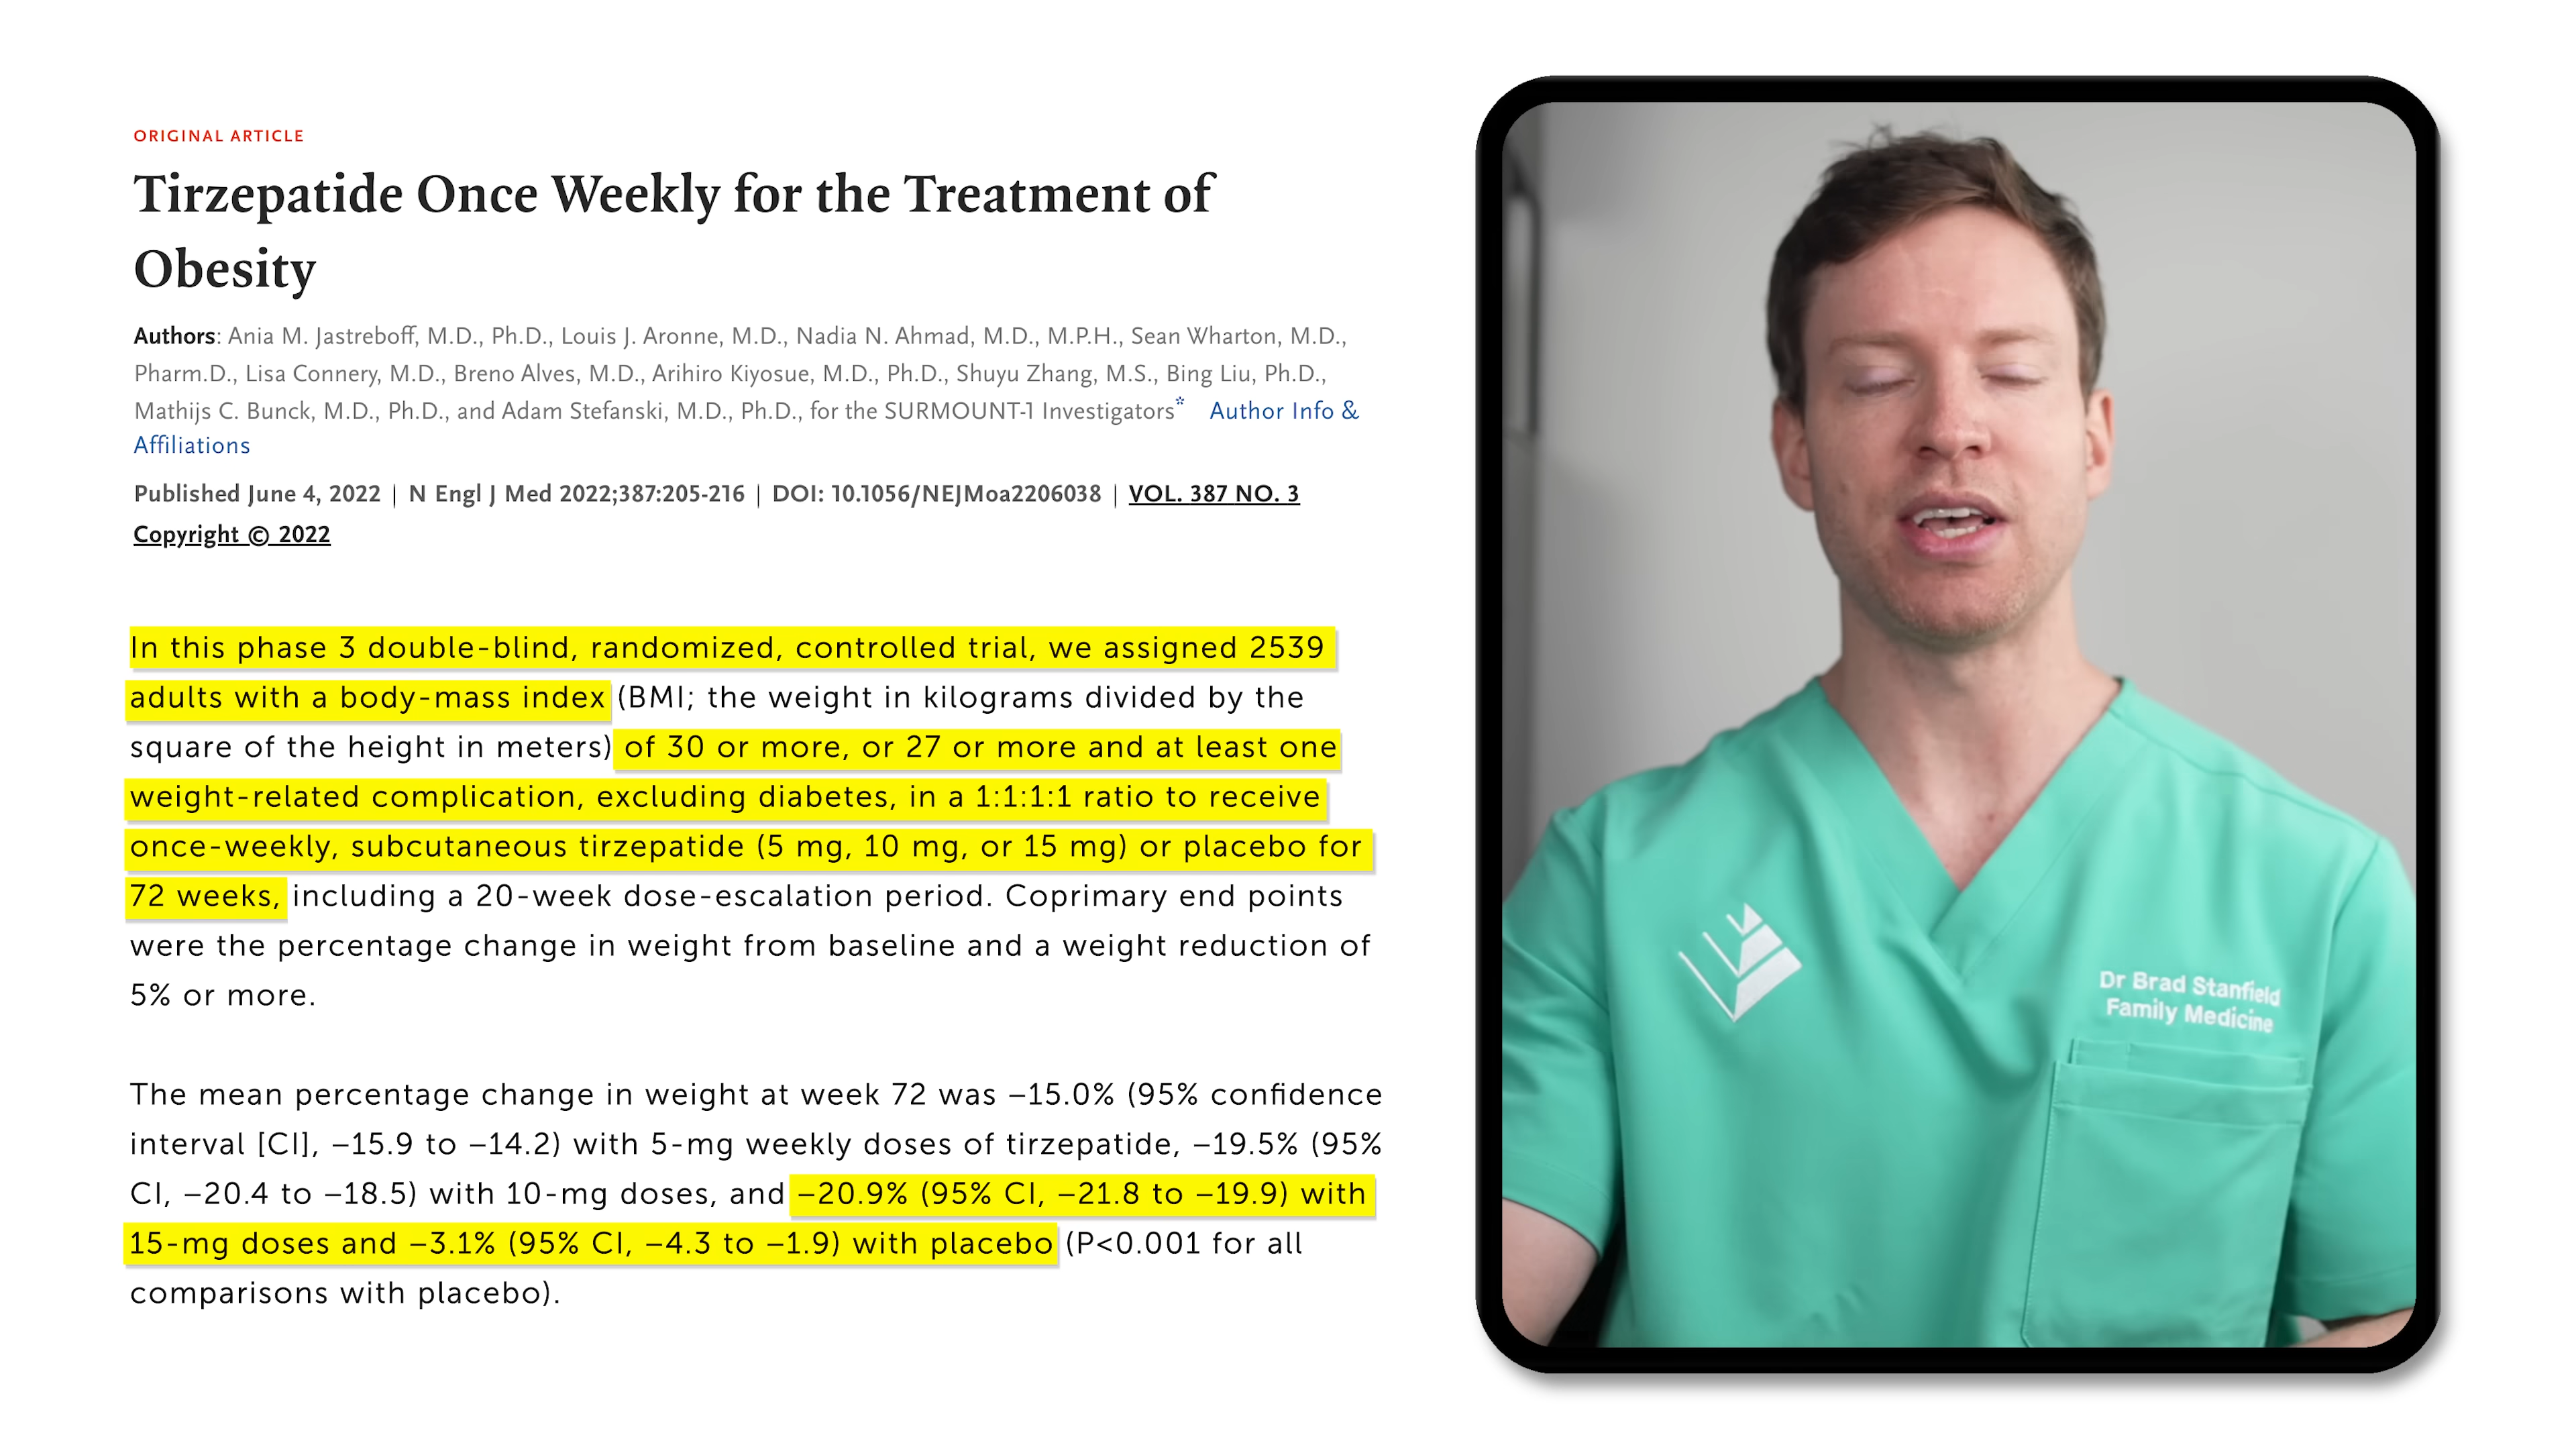 ORIGINAL ARTICLE
Tirzepatide Once Weekly for the Treatment of
Obesity
Authors: Ania M. Jastreboff, M.D., Ph.D., Louis J. Aronne, M.D., Nadia N. Ahmad, M.D., M.P.H., Sean Wharton, M.D.,
Pharm.D., Lisa Connery, M.D., Breno Alves, M.D., Arihiro Kiyosue, M.D., Ph.D., Shuyu Zhang, M.S., Bing Liu, Ph.D.,
Mathijs C. Bunck, M.D., Ph.D., and Adam Stefanski, M.D., Ph.D., for the SURMOUNT-1 Investigators* Author Info &
Affiliations
Published June 4, 2022 | N Engl J Med 2022;387:205-216 | DOI: 10.1056/NEJMoa2206038 | VOL. 387 NO. 3
Copyright © 2022
In this phase 3 double-blind, randomized, controlled trial, we assigned 2539
adults with a body-mass index (BMI; the weight in kilograms divided by the
square of the height in meters) of 30 or more, or 27 or more and at least one
weight-related complication, excluding diabetes, in a 1:1:1:1 ratio to receive
once-weekly, subcutaneous tirzepatide (5 mg, 10 mg, or 15 mg) or placebo for
72 weeks, including a 20-week dose-escalation period. Coprimary end points
were the percentage change in weight from baseline and a weight reduction of
5% or more.
The mean percentage change in weight at week 72 was −15.0% (95% confidence
interval [CI], −15.9 to −14.2) with 5-mg weekly doses of tirzepatide, −19.5% (95%
CI, −20.4 to −18.5) with 10-mg doses, and −20.9% (95% CI, −21.8 to −19.9) with
15-mg doses and −3.1% (95% CI, −4.3 to −1.9) with placebo (P<0.001 for all
comparisons with placebo).
Dr Brad Stanfield
Family Medicine